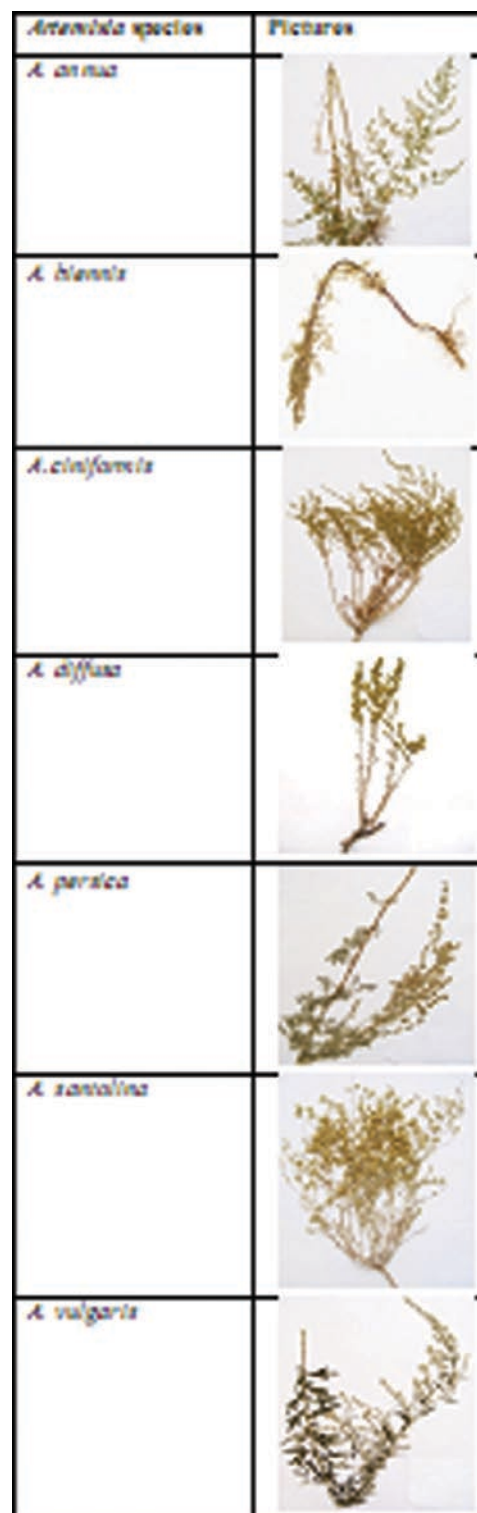 Artemisia species Pictures
A. annua
A. biennis
A.ciniformis
A. diffusa
A. persica
A. santolina
A. vulgaris